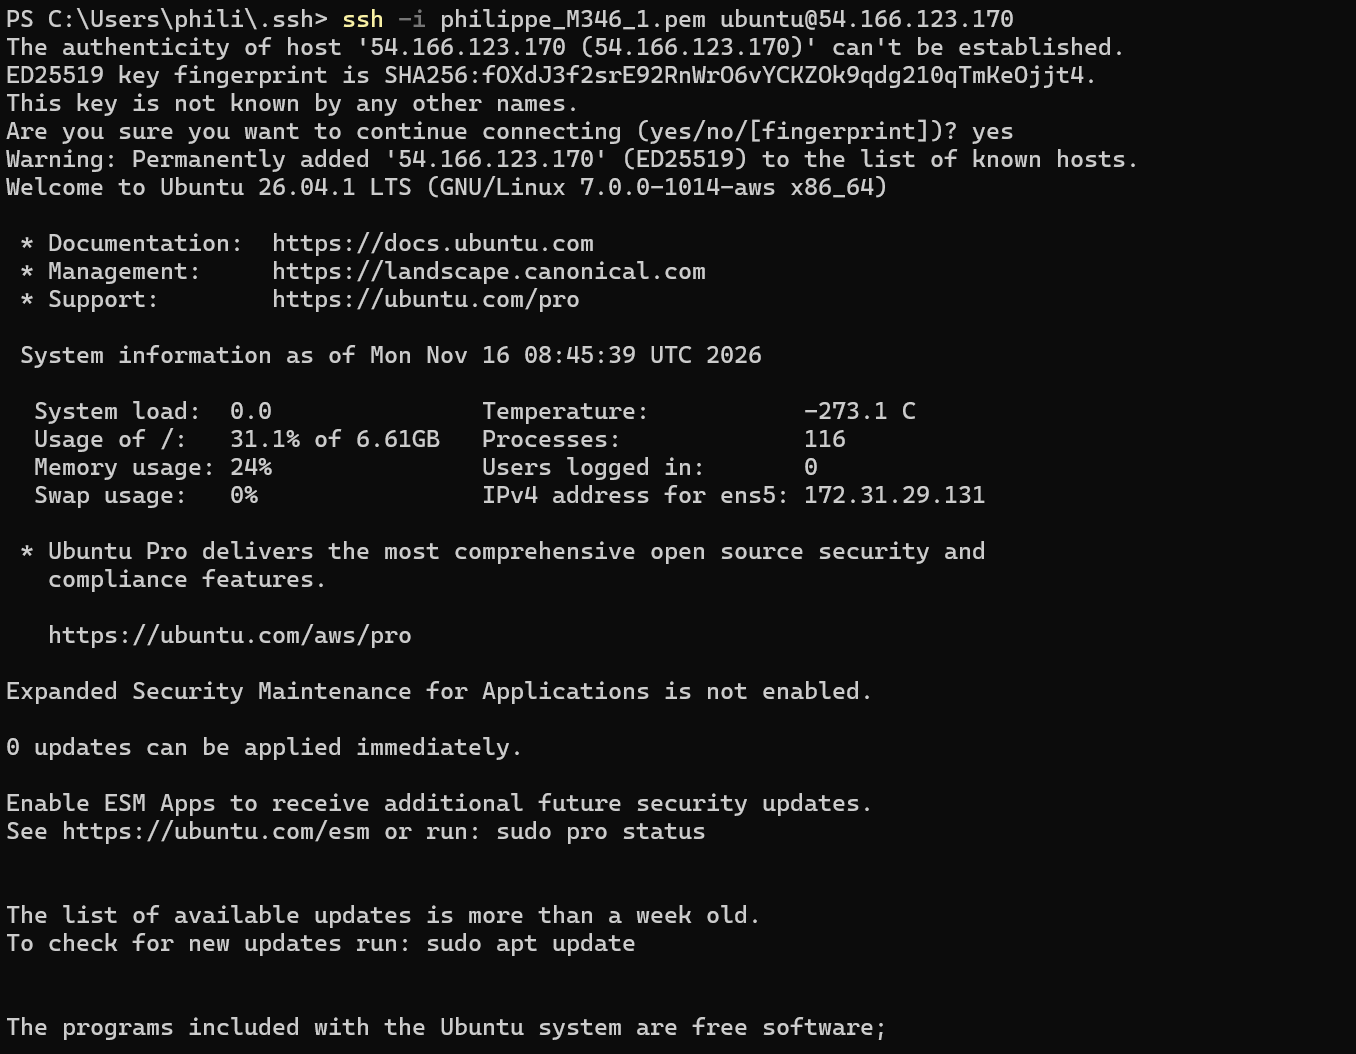 PS C:\Users\phili\.ssh> ssh -i philippe_M346_1.pem ubuntu@54.166.123.170
The authenticity of host '54.166.123.170 (54.166.123.170)' can't be established.
ED25519 key fingerprint is SHA256:fOXdJ3f2srE92RnWrO6vYCKZOk9qdg210qTmKeOjjt4.
This key is not known by any other names.
Are you sure you want to continue connecting (yes/no/[fingerprint])? yes
Warning: Permanently added '54.166.123.170' (ED25519) to the list of known hosts.
Welcome to Ubuntu 26.04.1 LTS (GNU/Linux 7.0.0-1014-aws x86_64)

 * Documentation:  https://docs.ubuntu.com
 * Management:     https://landscape.canonical.com
 * Support:        https://ubuntu.com/pro

 System information as of Mon Nov 16 08:45:39 UTC 2026

  System load:  0.0               Temperature:           -273.1 C
  Usage of /:   31.1% of 6.61GB   Processes:             116
  Memory usage: 24%               Users logged in:       0
  Swap usage:   0%                IPv4 address for ens5: 172.31.29.131

 * Ubuntu Pro delivers the most comprehensive open source security and
   compliance features.

   https://ubuntu.com/aws/pro

Expanded Security Maintenance for Applications is not enabled.

0 updates can be applied immediately.

Enable ESM Apps to receive additional future security updates.
See https://ubuntu.com/esm or run: sudo pro status


The list of available updates is more than a week old.
To check for new updates run: sudo apt update


The programs included with the Ubuntu system are free software;